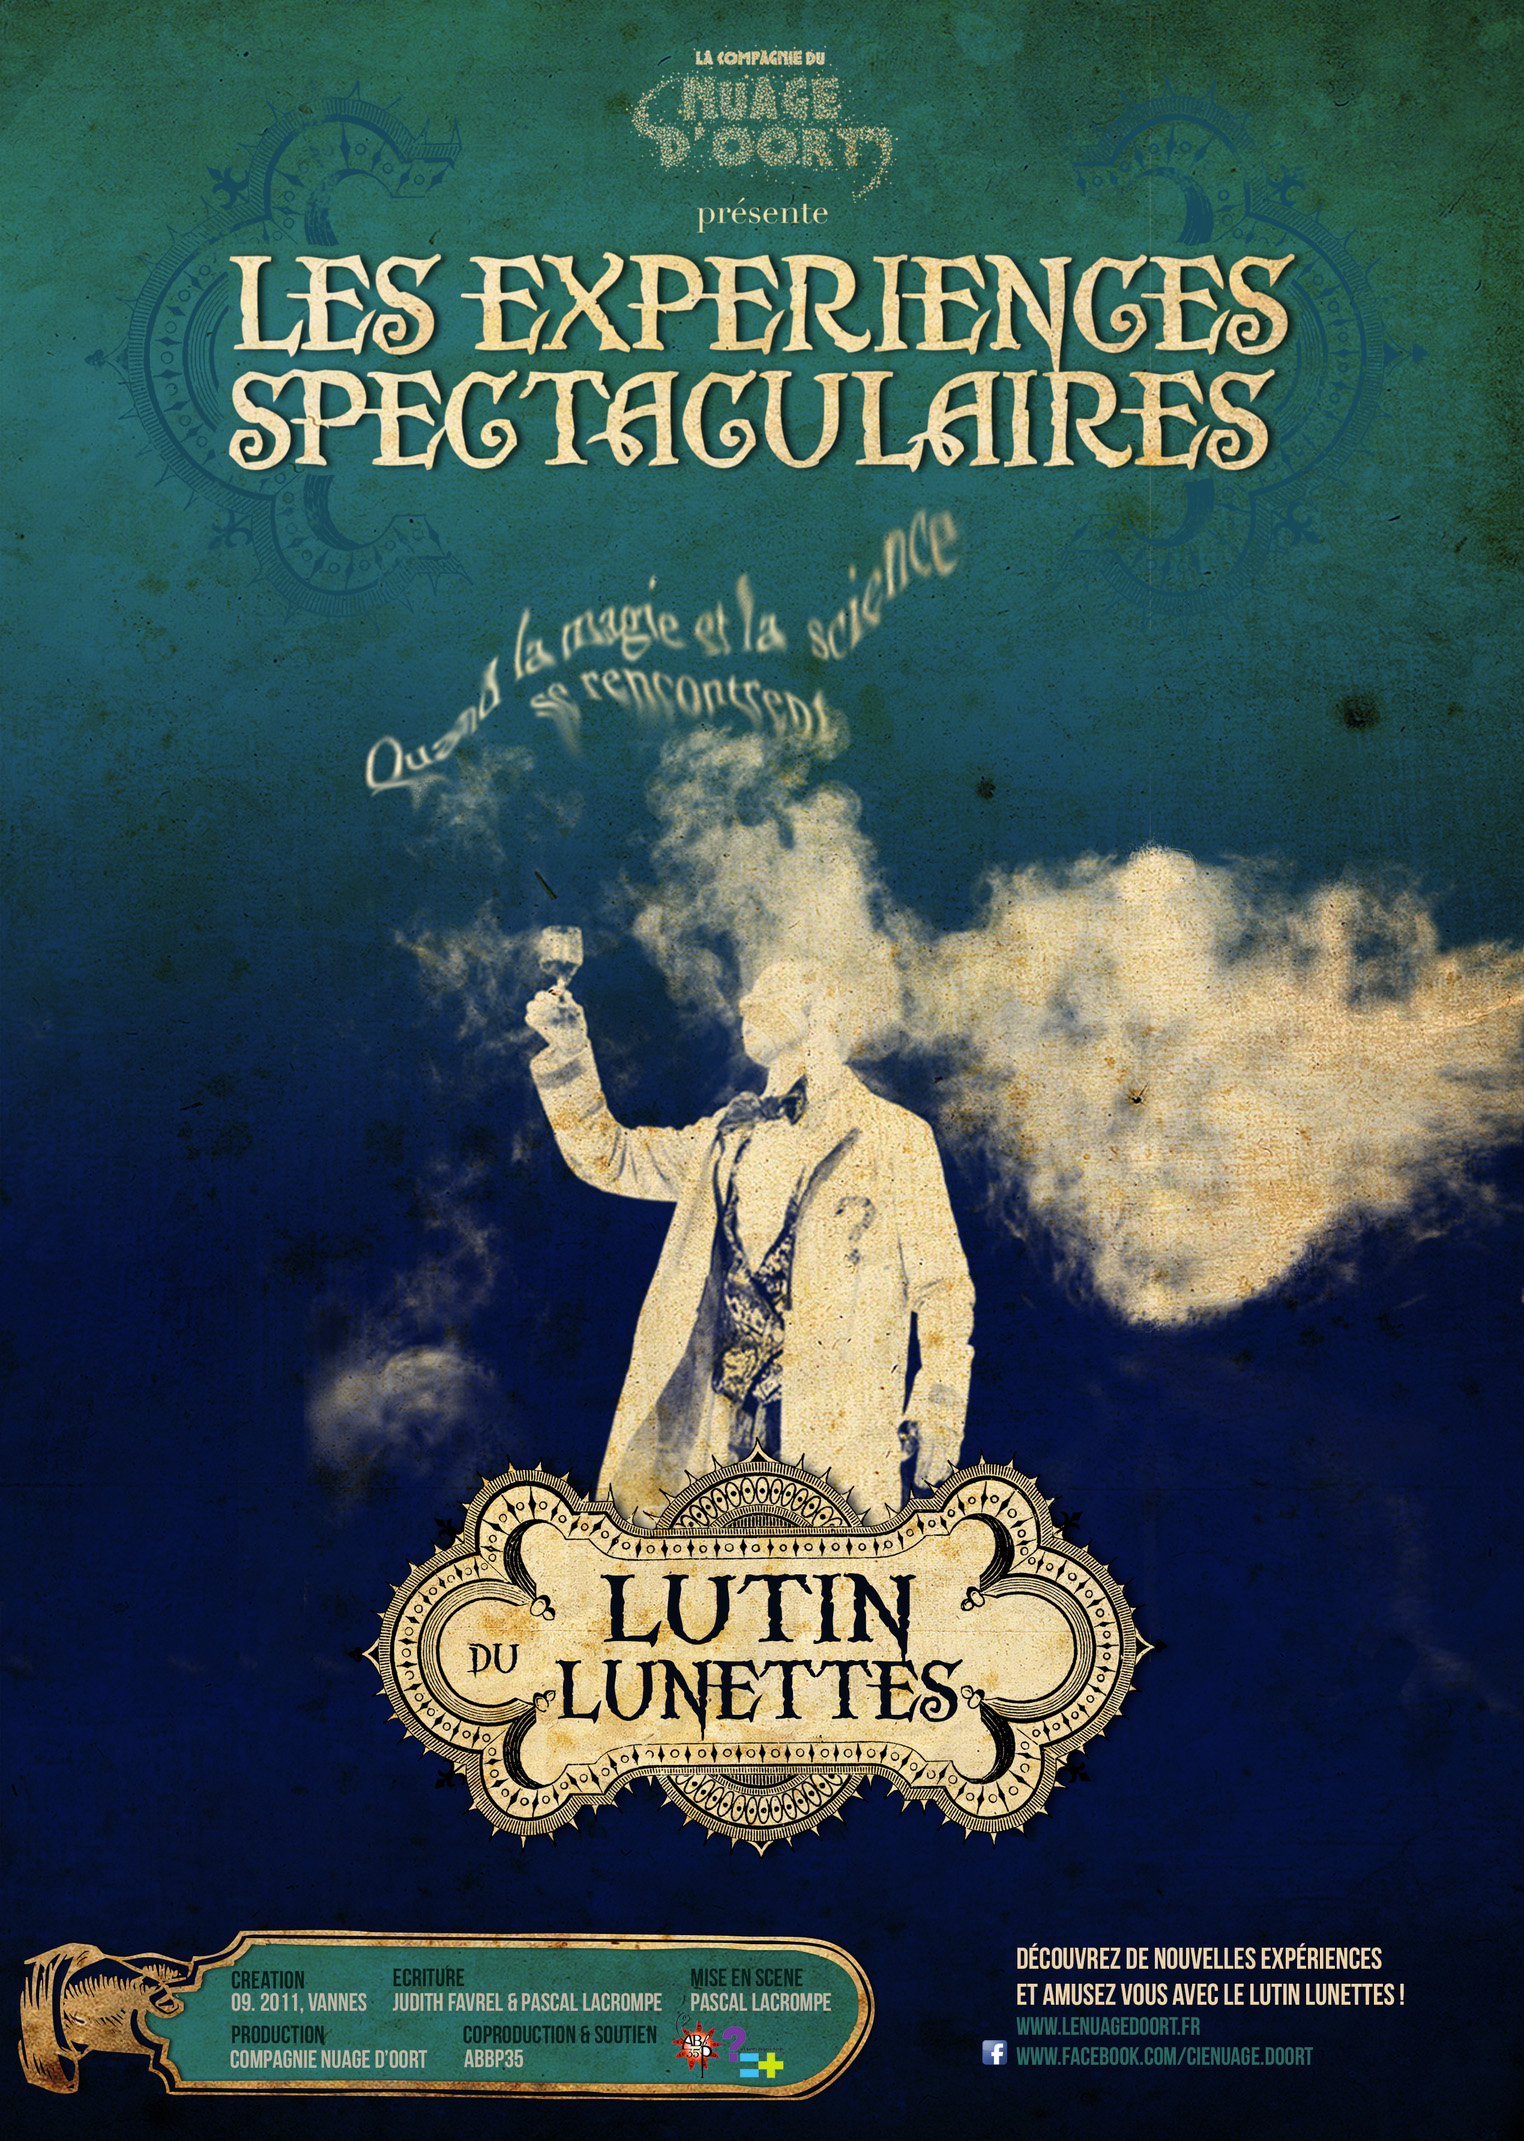 LA COMPAGNIE DU
NUAGE
D'OORT
présente
LES EXPERIENCES
SPECTACULAIRES
Quand la magie et la science
se rencontrent
?
LUTIN
DU
LUNETTES
CREATION
09. 2011, VANNES
ECRITURE
JUDITH FAVREL & PASCAL LACROMPE
MISE EN SCENE
PASCAL LACROMPE
PRODUCTION
COMPAGNIE NUAGE D'OORT
COPRODUCTION & SOUTIEN
ABBP35
?
=+
DÉCOUVREZ DE NOUVELLES EXPÉRIENCES
ET AMUSEZ VOUS AVEC LE LUTIN LUNETTES !
WWW.LENUAGEDOORT.FR
f WWW.FACEBOOK.COM/CIENUAGE.DOORT